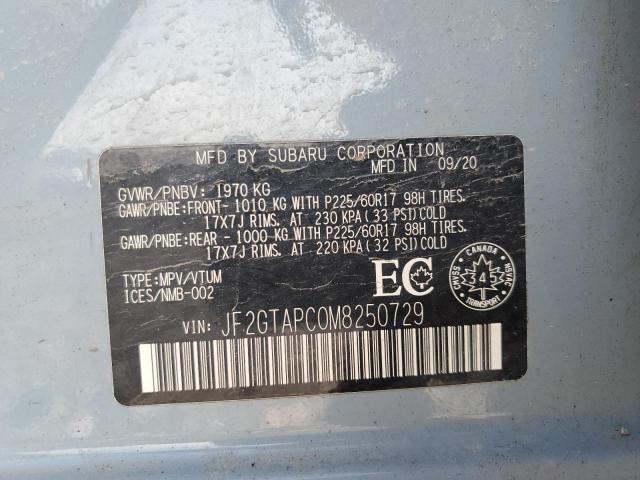 MFD BY SUBARU CORPORATION
MFD IN 09/20
GVWR/PNBV: 1970 KG
GAWR/PNBE:FRONT- 1010 KG WITH P225/60R17 98H TIRES.
17X7J RIMS. AT 230 KPA(33 PSI)COLD
GAWR/PNBE:REAR - 1000 KG WITH P225/60R17 98H TIRES.
17X7J RIMS. AT 220 KPA(32 PSI)COLD
TYPE:MPV/VTUM
ICES/NMB-002
EC
CANADA
CMVSS
NSVAC
4
TRANSPORT
VIN: JF2GTAPC0M8250729